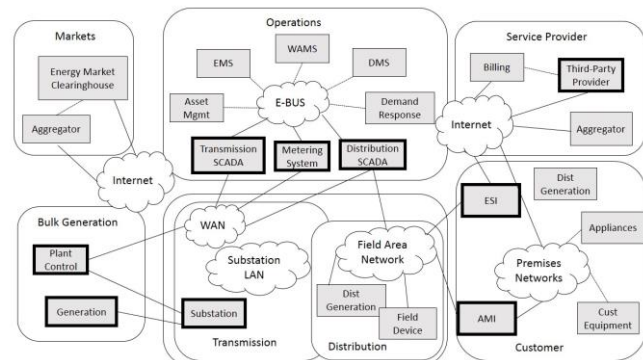 Markets
Energy Market
Clearinghouse
Aggregator
Operations
EMS
WAMS
DMS
Asset
Mgmt
E-BUS
Demand
Response
Transmission
SCADA
Metering
System
Distribution
SCADA
Service Provider
Billing
Third-Party
Provider
Internet
Aggregator
Internet
Bulk Generation
Plant
Control
Generation
WAN
Substation
LAN
Substation
Transmission
Field Area
Network
Dist
Generation
Field
Device
Distribution
ESI
Dist
Generation
Appliances
Premises
Networks
AMI
Cust
Equipment
Customer